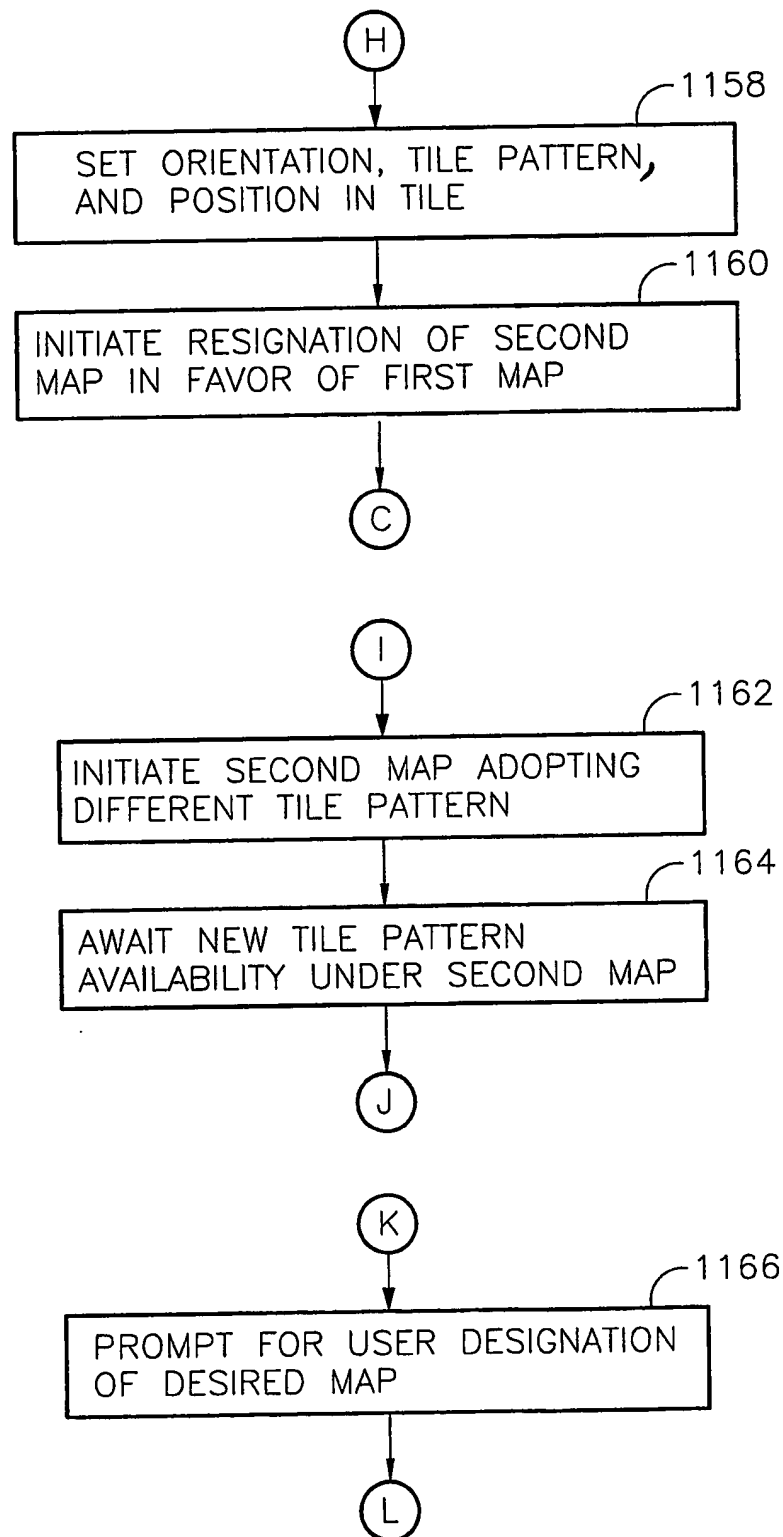 H
1158
SET ORIENTATION, TILE PATTERN,
AND POSITION IN TILE
1160
INITIATE RESIGNATION OF SECOND
MAP IN FAVOR OF FIRST MAP
C
I
1162
INITIATE SECOND MAP ADOPTING
DIFFERENT TILE PATTERN
1164
AWAIT NEW TILE PATTERN
AVAILABILITY UNDER SECOND MAP
J
K
1166
PROMPT FOR USER DESIGNATION
OF DESIRED MAP
L